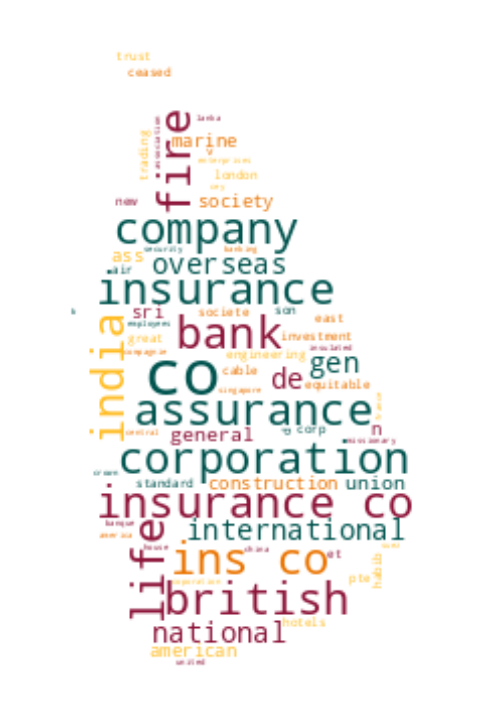 trust
ceased
lanka
fire
association
marine
trading
enterprises
london
new
society
company
security
banking
ass
overseas
air
insurance
sri
societe
son
east
employees
bank
india
great
investment
insulated
compagnie
engineering
gen
co
cable
de
equitable
singapore
france
assurance
central
general
corp
n
missionary
corporation
crown
standard
construction
union
insurance co
banque
international
america
life
house
ins co
china
et
habib
pte
corporation
british
national
hotels
american
united